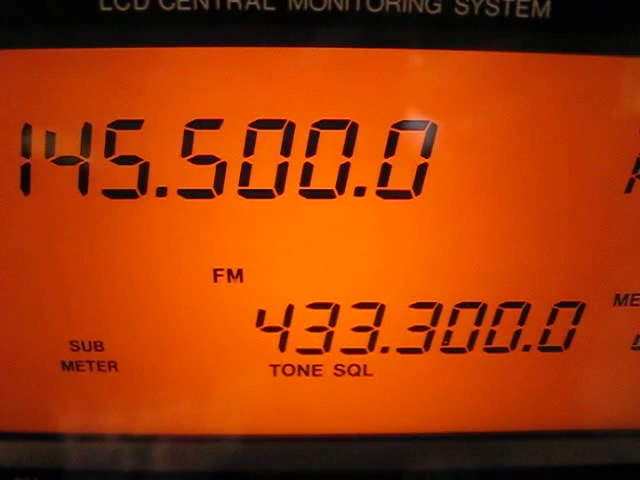 LCD CENTRAL MONITORING SYSTEM
145.500.0
FM
433.300.0
SUB
METER
TONE SQL